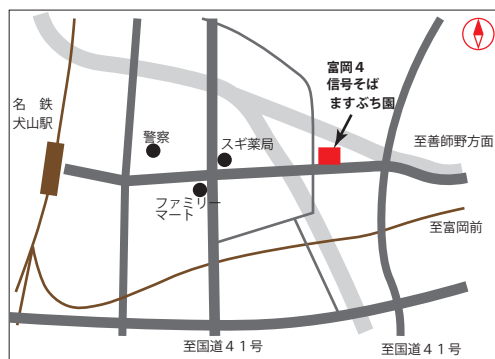 富岡４
信号そば
ますぶち園
名　鉄
犬山駅
警察
スギ薬局
至善師野方面
ファミリー
マート
至富岡前
至国道４１号
至国道４１号